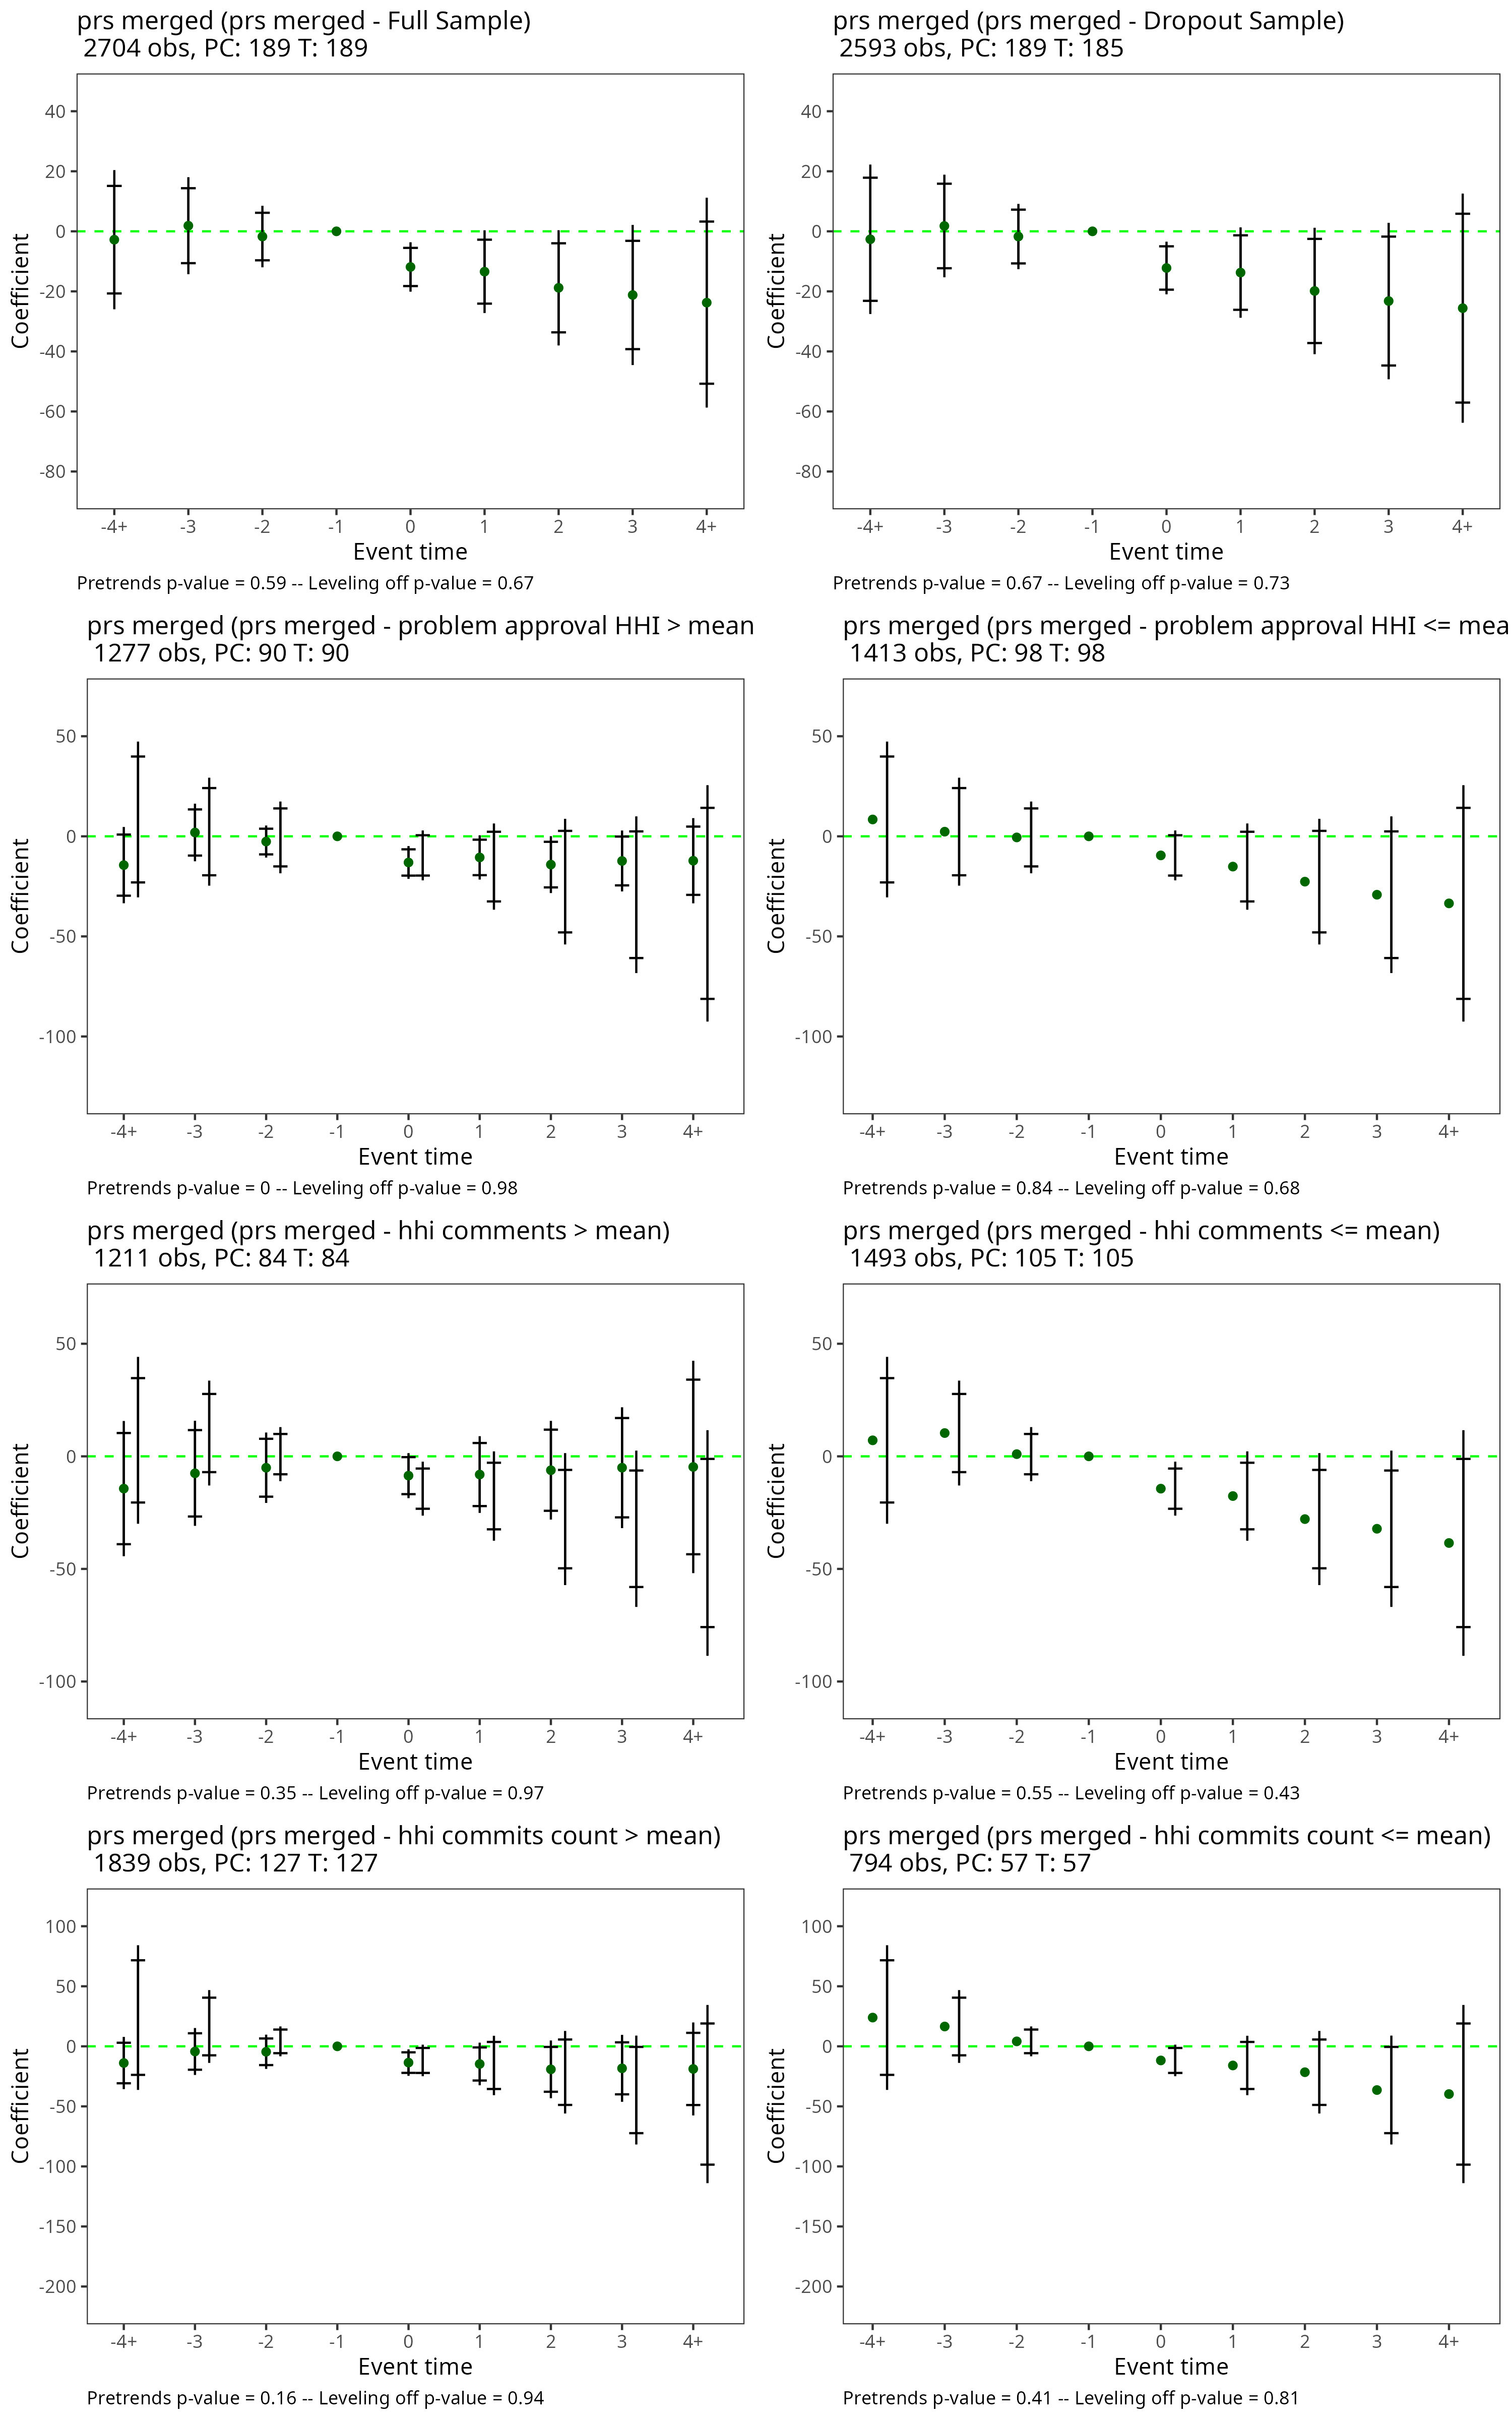 prs merged (prs merged - Full Sample)
2704 obs, PC: 189 T: 189
40
20
0
-20
-40
-60
-80
Coefficient
-4+ -3 -2 -1 0 1 2 3 4+
Event time
Pretrends p-value = 0.59 -- Leveling off p-value = 0.67
prs merged (prs merged - Dropout Sample)
2593 obs, PC: 189 T: 185
40
20
0
-20
-40
-60
-80
Coefficient
-4+ -3 -2 -1 0 1 2 3 4+
Event time
Pretrends p-value = 0.67 -- Leveling off p-value = 0.73
prs merged (prs merged - problem approval HHI > mean
1277 obs, PC: 90 T: 90
50
0
-50
-100
Coefficient
-4+ -3 -2 -1 0 1 2 3 4+
Event time
Pretrends p-value = 0 -- Leveling off p-value = 0.98
prs merged (prs merged - problem approval HHI <= mea
1413 obs, PC: 98 T: 98
50
0
-50
-100
Coefficient
-4+ -3 -2 -1 0 1 2 3 4+
Event time
Pretrends p-value = 0.84 -- Leveling off p-value = 0.68
prs merged (prs merged - hhi comments > mean)
1211 obs, PC: 84 T: 84
50
0
-50
-100
Coefficient
-4+ -3 -2 -1 0 1 2 3 4+
Event time
Pretrends p-value = 0.35 -- Leveling off p-value = 0.97
prs merged (prs merged - hhi comments <= mean)
1493 obs, PC: 105 T: 105
50
0
-50
-100
Coefficient
-4+ -3 -2 -1 0 1 2 3 4+
Event time
Pretrends p-value = 0.55 -- Leveling off p-value = 0.43
prs merged (prs merged - hhi commits count > mean)
1839 obs, PC: 127 T: 127
100
50
0
-50
-100
-150
-200
Coefficient
-4+ -3 -2 -1 0 1 2 3 4+
Event time
Pretrends p-value = 0.16 -- Leveling off p-value = 0.94
prs merged (prs merged - hhi commits count <= mean)
794 obs, PC: 57 T: 57
100
50
0
-50
-100
-150
-200
Coefficient
-4+ -3 -2 -1 0 1 2 3 4+
Event time
Pretrends p-value = 0.41 -- Leveling off p-value = 0.81